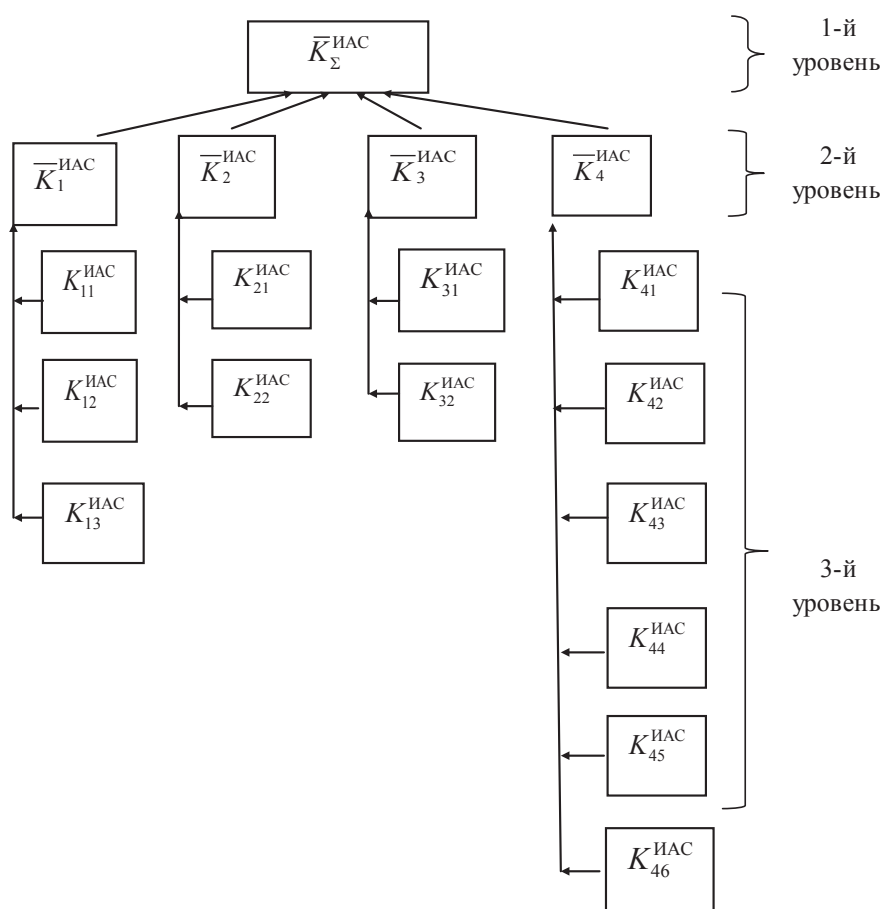 K̅_Σ^ИАС
1-й
уровень
K̅_1^ИАС
K̅_2^ИАС
K̅_3^ИАС
K̅_4^ИАС
2-й
уровень
K_11^ИАС
K_21^ИАС
K_31^ИАС
K_41^ИАС
K_12^ИАС
K_22^ИАС
K_32^ИАС
K_42^ИАС
K_13^ИАС
K_43^ИАС
3-й
уровень
K_44^ИАС
K_45^ИАС
K_46^ИАС